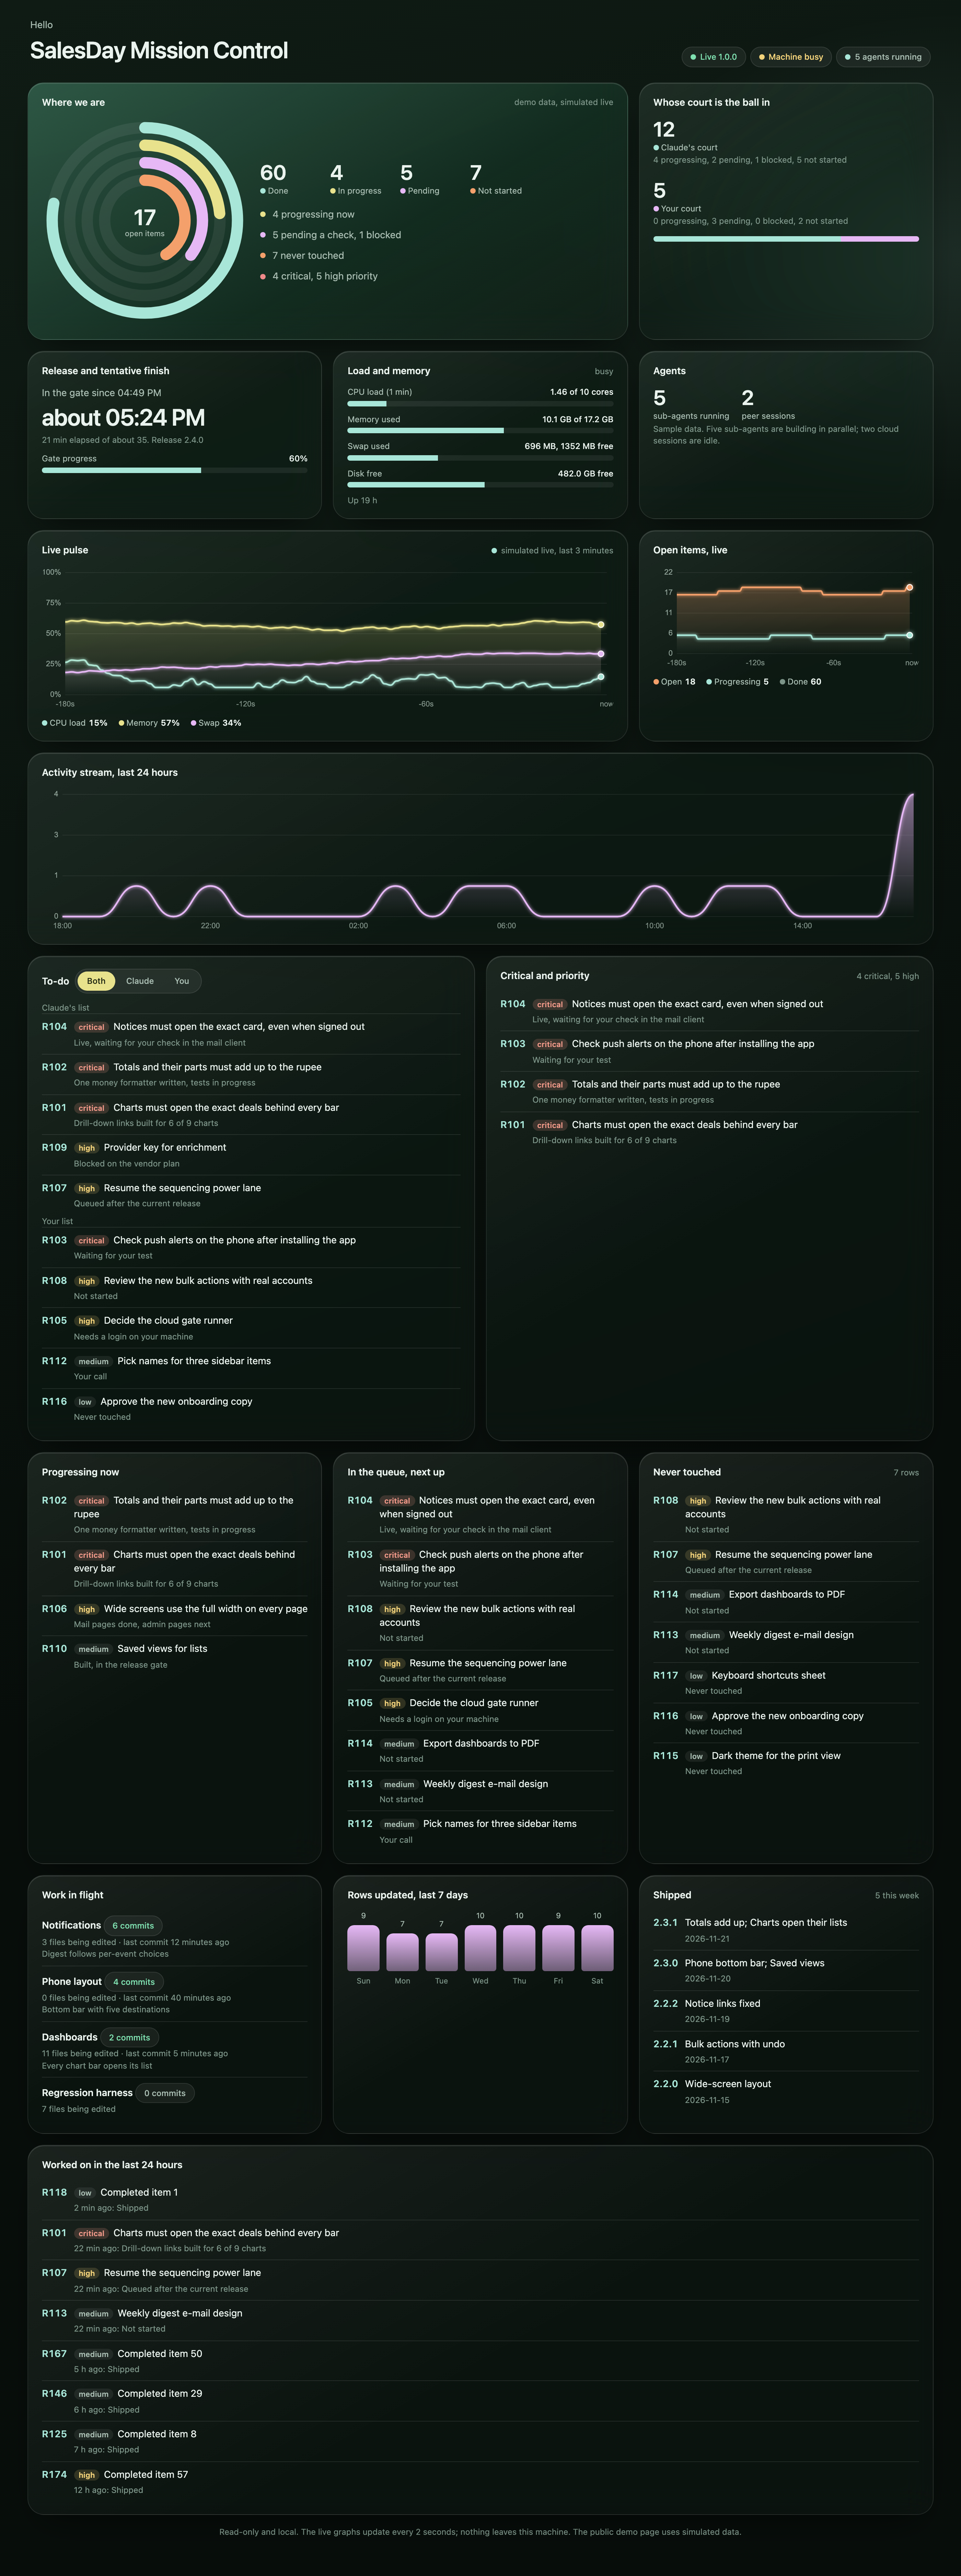 Hello
SalesDay Mission Control
Live 1.0.0
Machine busy
5 agents running
Where we are
demo data, simulated live
17
open items
60
Done
4
In progress
5
Pending
7
Not started
4 progressing now
5 pending a check, 1 blocked
7 never touched
4 critical, 5 high priority
Whose court is the ball in
12
Claude's court
4 progressing, 2 pending, 1 blocked, 5 not started
5
Your court
0 progressing, 3 pending, 0 blocked, 2 not started
Release and tentative finish
In the gate since 04:49 PM
about 05:24 PM
21 min elapsed of about 35. Release 2.4.0
Gate progress 60%
Load and memory busy
CPU load (1 min) 1.46 of 10 cores
Memory used 10.1 GB of 17.2 GB
Swap used 696 MB, 1352 MB free
Disk free 482.0 GB free
Up 19 h
Agents
5
sub-agents running
2
peer sessions
Sample data. Five sub-agents are building in parallel; two cloud
sessions are idle.
Live pulse
simulated live, last 3 minutes
100%
75%
50%
25%
0%
-180s -120s -60s now
CPU load 15% Memory 57% Swap 34%
Open items, live
22
17
11
6
0
-180s -120s -60s now
Open 18 Progressing 5 Done 60
Activity stream, last 24 hours
4
3
1
0
18:00 22:00 02:00 06:00 10:00 14:00
To-do Both Claude You
Claude's list
R104 critical Notices must open the exact card, even when signed out
Live, waiting for your check in the mail client
R102 critical Totals and their parts must add up to the rupee
One money formatter written, tests in progress
R101 critical Charts must open the exact deals behind every bar
Drill-down links built for 6 of 9 charts
R109 high Provider key for enrichment
Blocked on the vendor plan
R107 high Resume the sequencing power lane
Queued after the current release
Your list
R103 critical Check push alerts on the phone after installing the app
Waiting for your test
R108 high Review the new bulk actions with real accounts
Not started
R105 high Decide the cloud gate runner
Needs a login on your machine
R112 medium Pick names for three sidebar items
Your call
R116 low Approve the new onboarding copy
Never touched
Critical and priority 4 critical, 5 high
R104 critical Notices must open the exact card, even when signed out
Live, waiting for your check in the mail client
R103 critical Check push alerts on the phone after installing the app
Waiting for your test
R102 critical Totals and their parts must add up to the rupee
One money formatter written, tests in progress
R101 critical Charts must open the exact deals behind every bar
Drill-down links built for 6 of 9 charts
Progressing now
R102 critical Totals and their parts must add up to the
rupee
One money formatter written, tests in progress
R101 critical Charts must open the exact deals behind
every bar
Drill-down links built for 6 of 9 charts
R106 high Wide screens use the full width on every page
Mail pages done, admin pages next
R110 medium Saved views for lists
Built, in the release gate
In the queue, next up
R104 critical Notices must open the exact card, even
when signed out
Live, waiting for your check in the mail client
R103 critical Check push alerts on the phone after
installing the app
Waiting for your test
R108 high Review the new bulk actions with real
accounts
Not started
R107 high Resume the sequencing power lane
Queued after the current release
R105 high Decide the cloud gate runner
Needs a login on your machine
R114 medium Export dashboards to PDF
Not started
R113 medium Weekly digest e-mail design
Not started
R112 medium Pick names for three sidebar items
Your call
Never touched 7 rows
R108 high Review the new bulk actions with real
accounts
Not started
R107 high Resume the sequencing power lane
Queued after the current release
R114 medium Export dashboards to PDF
Not started
R113 medium Weekly digest e-mail design
Not started
R117 low Keyboard shortcuts sheet
Never touched
R116 low Approve the new onboarding copy
Never touched
R115 low Dark theme for the print view
Never touched
Work in flight
Notifications 6 commits
3 files being edited · last commit 12 minutes ago
Digest follows per-event choices
Phone layout 4 commits
0 files being edited · last commit 40 minutes ago
Bottom bar with five destinations
Dashboards 2 commits
11 files being edited · last commit 5 minutes ago
Every chart bar opens its list
Regression harness 0 commits
7 files being edited
Rows updated, last 7 days
9 7 7 10 10 9 10
Sun Mon Tue Wed Thu Fri Sat
Shipped 5 this week
2.3.1 Totals add up; Charts open their lists
2026-11-21
2.3.0 Phone bottom bar; Saved views
2026-11-20
2.2.2 Notice links fixed
2026-11-19
2.2.1 Bulk actions with undo
2026-11-17
2.2.0 Wide-screen layout
2026-11-15
Worked on in the last 24 hours
R118 low Completed item 1
2 min ago: Shipped
R101 critical Charts must open the exact deals behind every bar
22 min ago: Drill-down links built for 6 of 9 charts
R107 high Resume the sequencing power lane
22 min ago: Queued after the current release
R113 medium Weekly digest e-mail design
22 min ago: Not started
R167 medium Completed item 50
5 h ago: Shipped
R146 medium Completed item 29
6 h ago: Shipped
R125 medium Completed item 8
7 h ago: Shipped
R174 high Completed item 57
12 h ago: Shipped
Read-only and local. The live graphs update every 2 seconds; nothing leaves this machine. The public demo page uses simulated data.